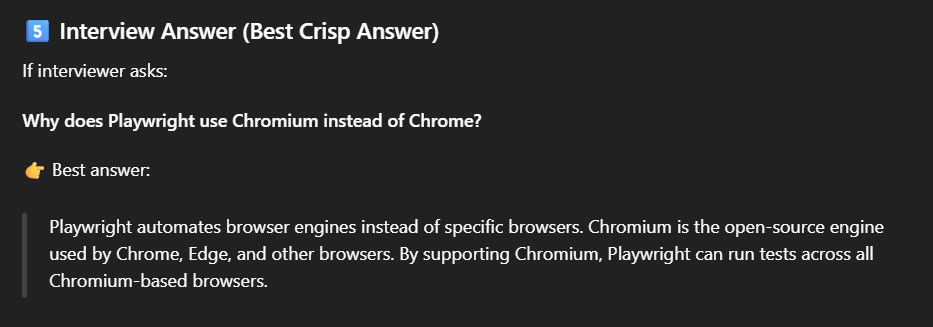 5️⃣ Interview Answer (Best Crisp Answer)
If interviewer asks:
Why does Playwright use Chromium instead of Chrome?
👉 Best answer:
Playwright automates browser engines instead of specific browsers. Chromium is the open-source engine
used by Chrome, Edge, and other browsers. By supporting Chromium, Playwright can run tests across all
Chromium-based browsers.